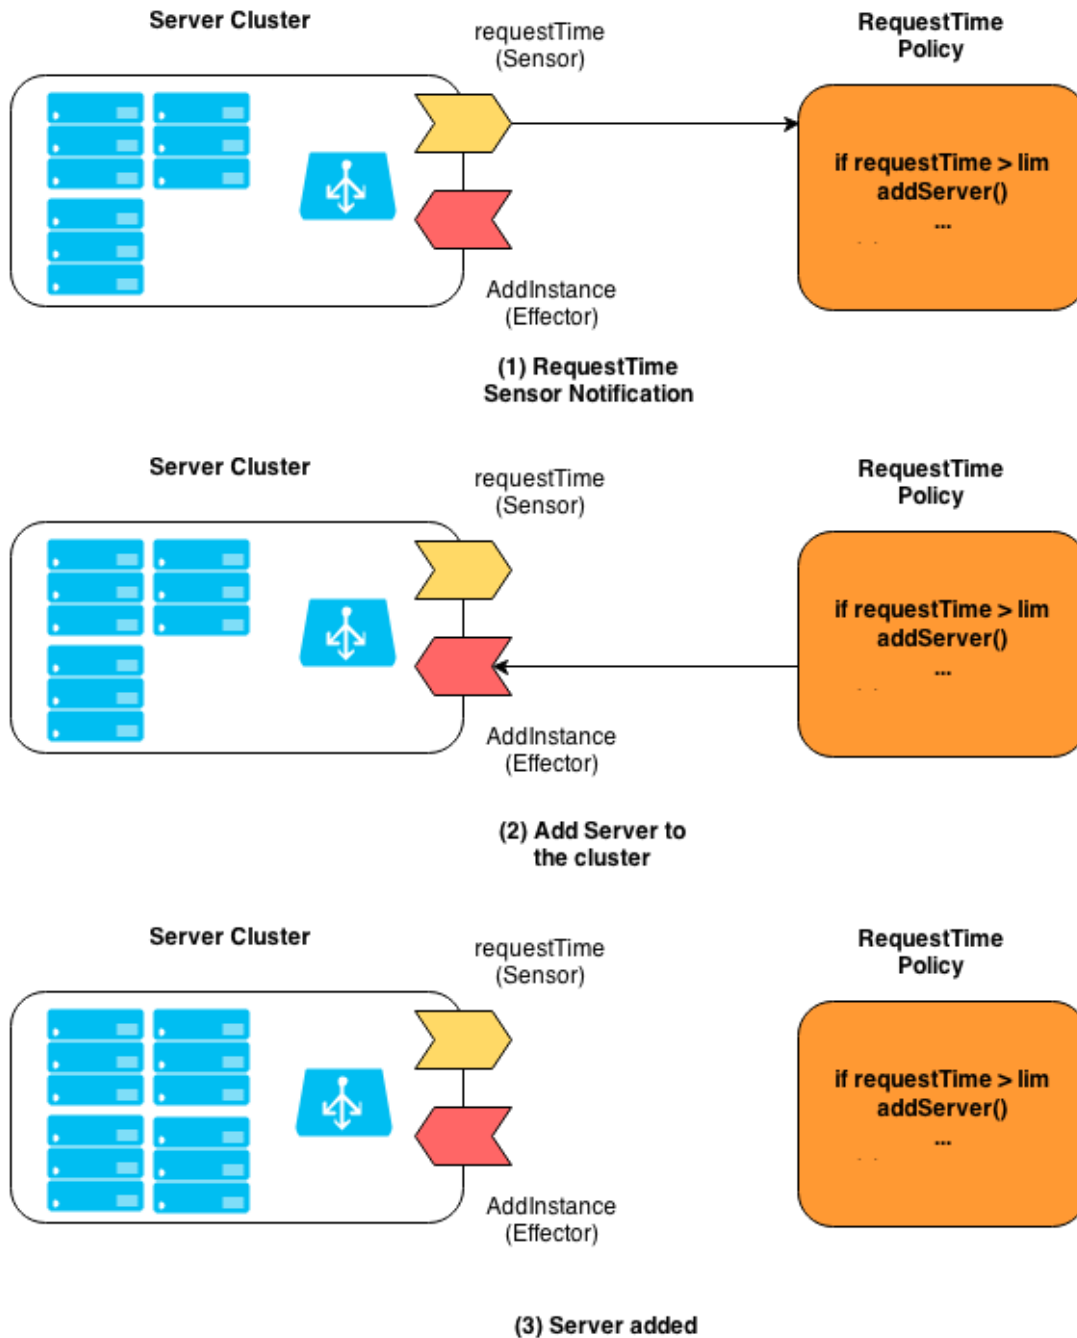 Server Cluster
requestTime
(Sensor)
RequestTime
Policy
if requestTime > lim
addServer()
...
AddInstance
(Effector)
(1) RequestTime
Sensor Notification
Server Cluster
requestTime
(Sensor)
RequestTime
Policy
if requestTime > lim
addServer()
...
AddInstance
(Effector)
(2) Add Server to
the cluster
Server Cluster
requestTime
(Sensor)
RequestTime
Policy
if requestTime > lim
addServer()
...
AddInstance
(Effector)
(3) Server added